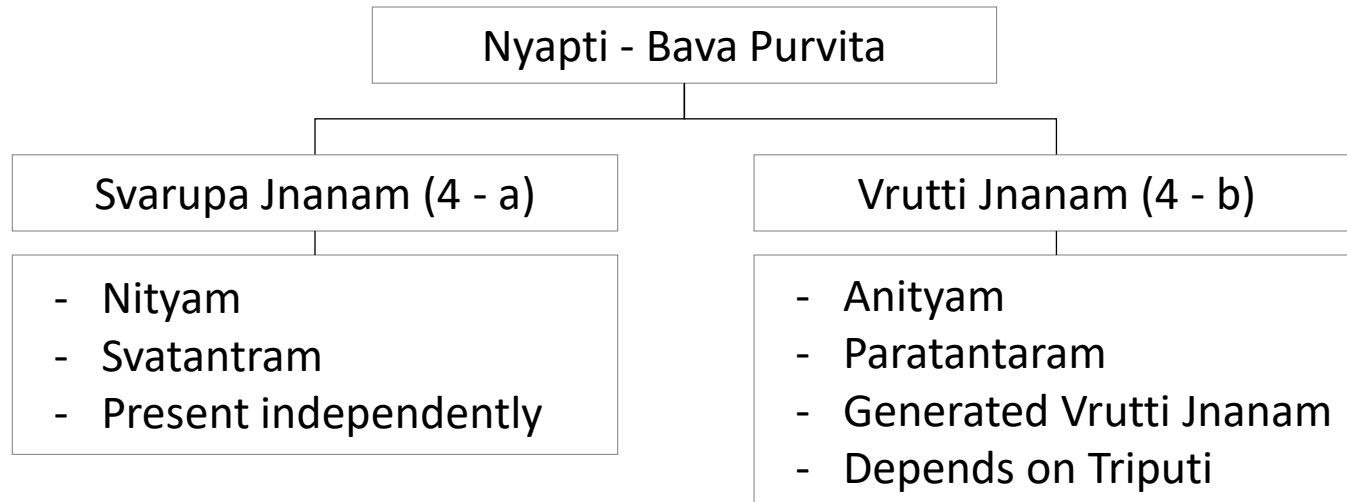 Nyapti - Bava Purvita
Svarupa Jnanam (4 - a)
- Nityam
- Svatantram
- Present independently
Vrutti Jnanam (4 - b)
- Anityam
- Paratantaram
- Generated Vrutti Jnanam
- Depends on Triputi